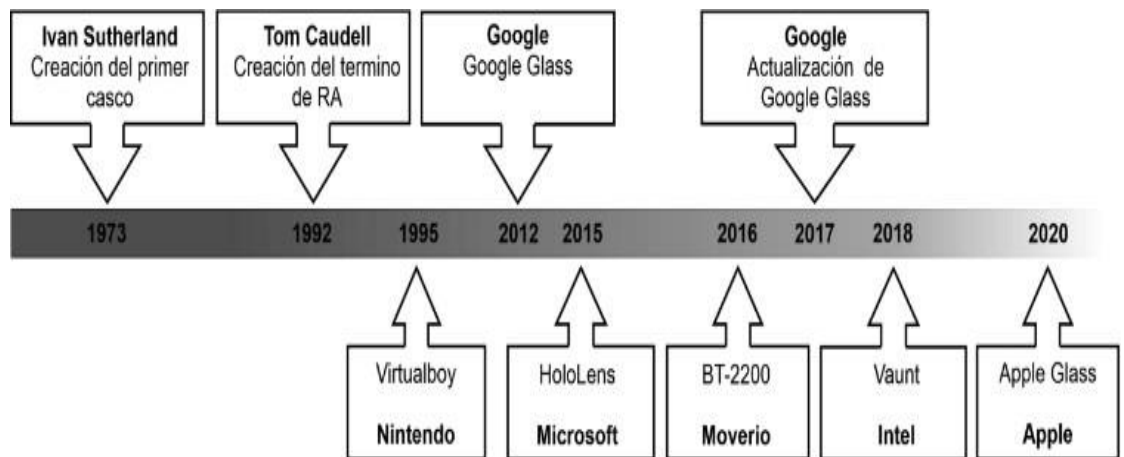 Ivan Sutherland
Creación del primer
casco
Tom Caudell
Creación del termino
de RA
Google
Google Glass
Google
Actualización de
Google Glass
1973
1992
1995
2012
2015
2016
2017
2018
2020
Virtualboy
Nintendo
HoloLens
Microsoft
BT-2200
Moverio
Vaunt
Intel
Apple Glass
Apple